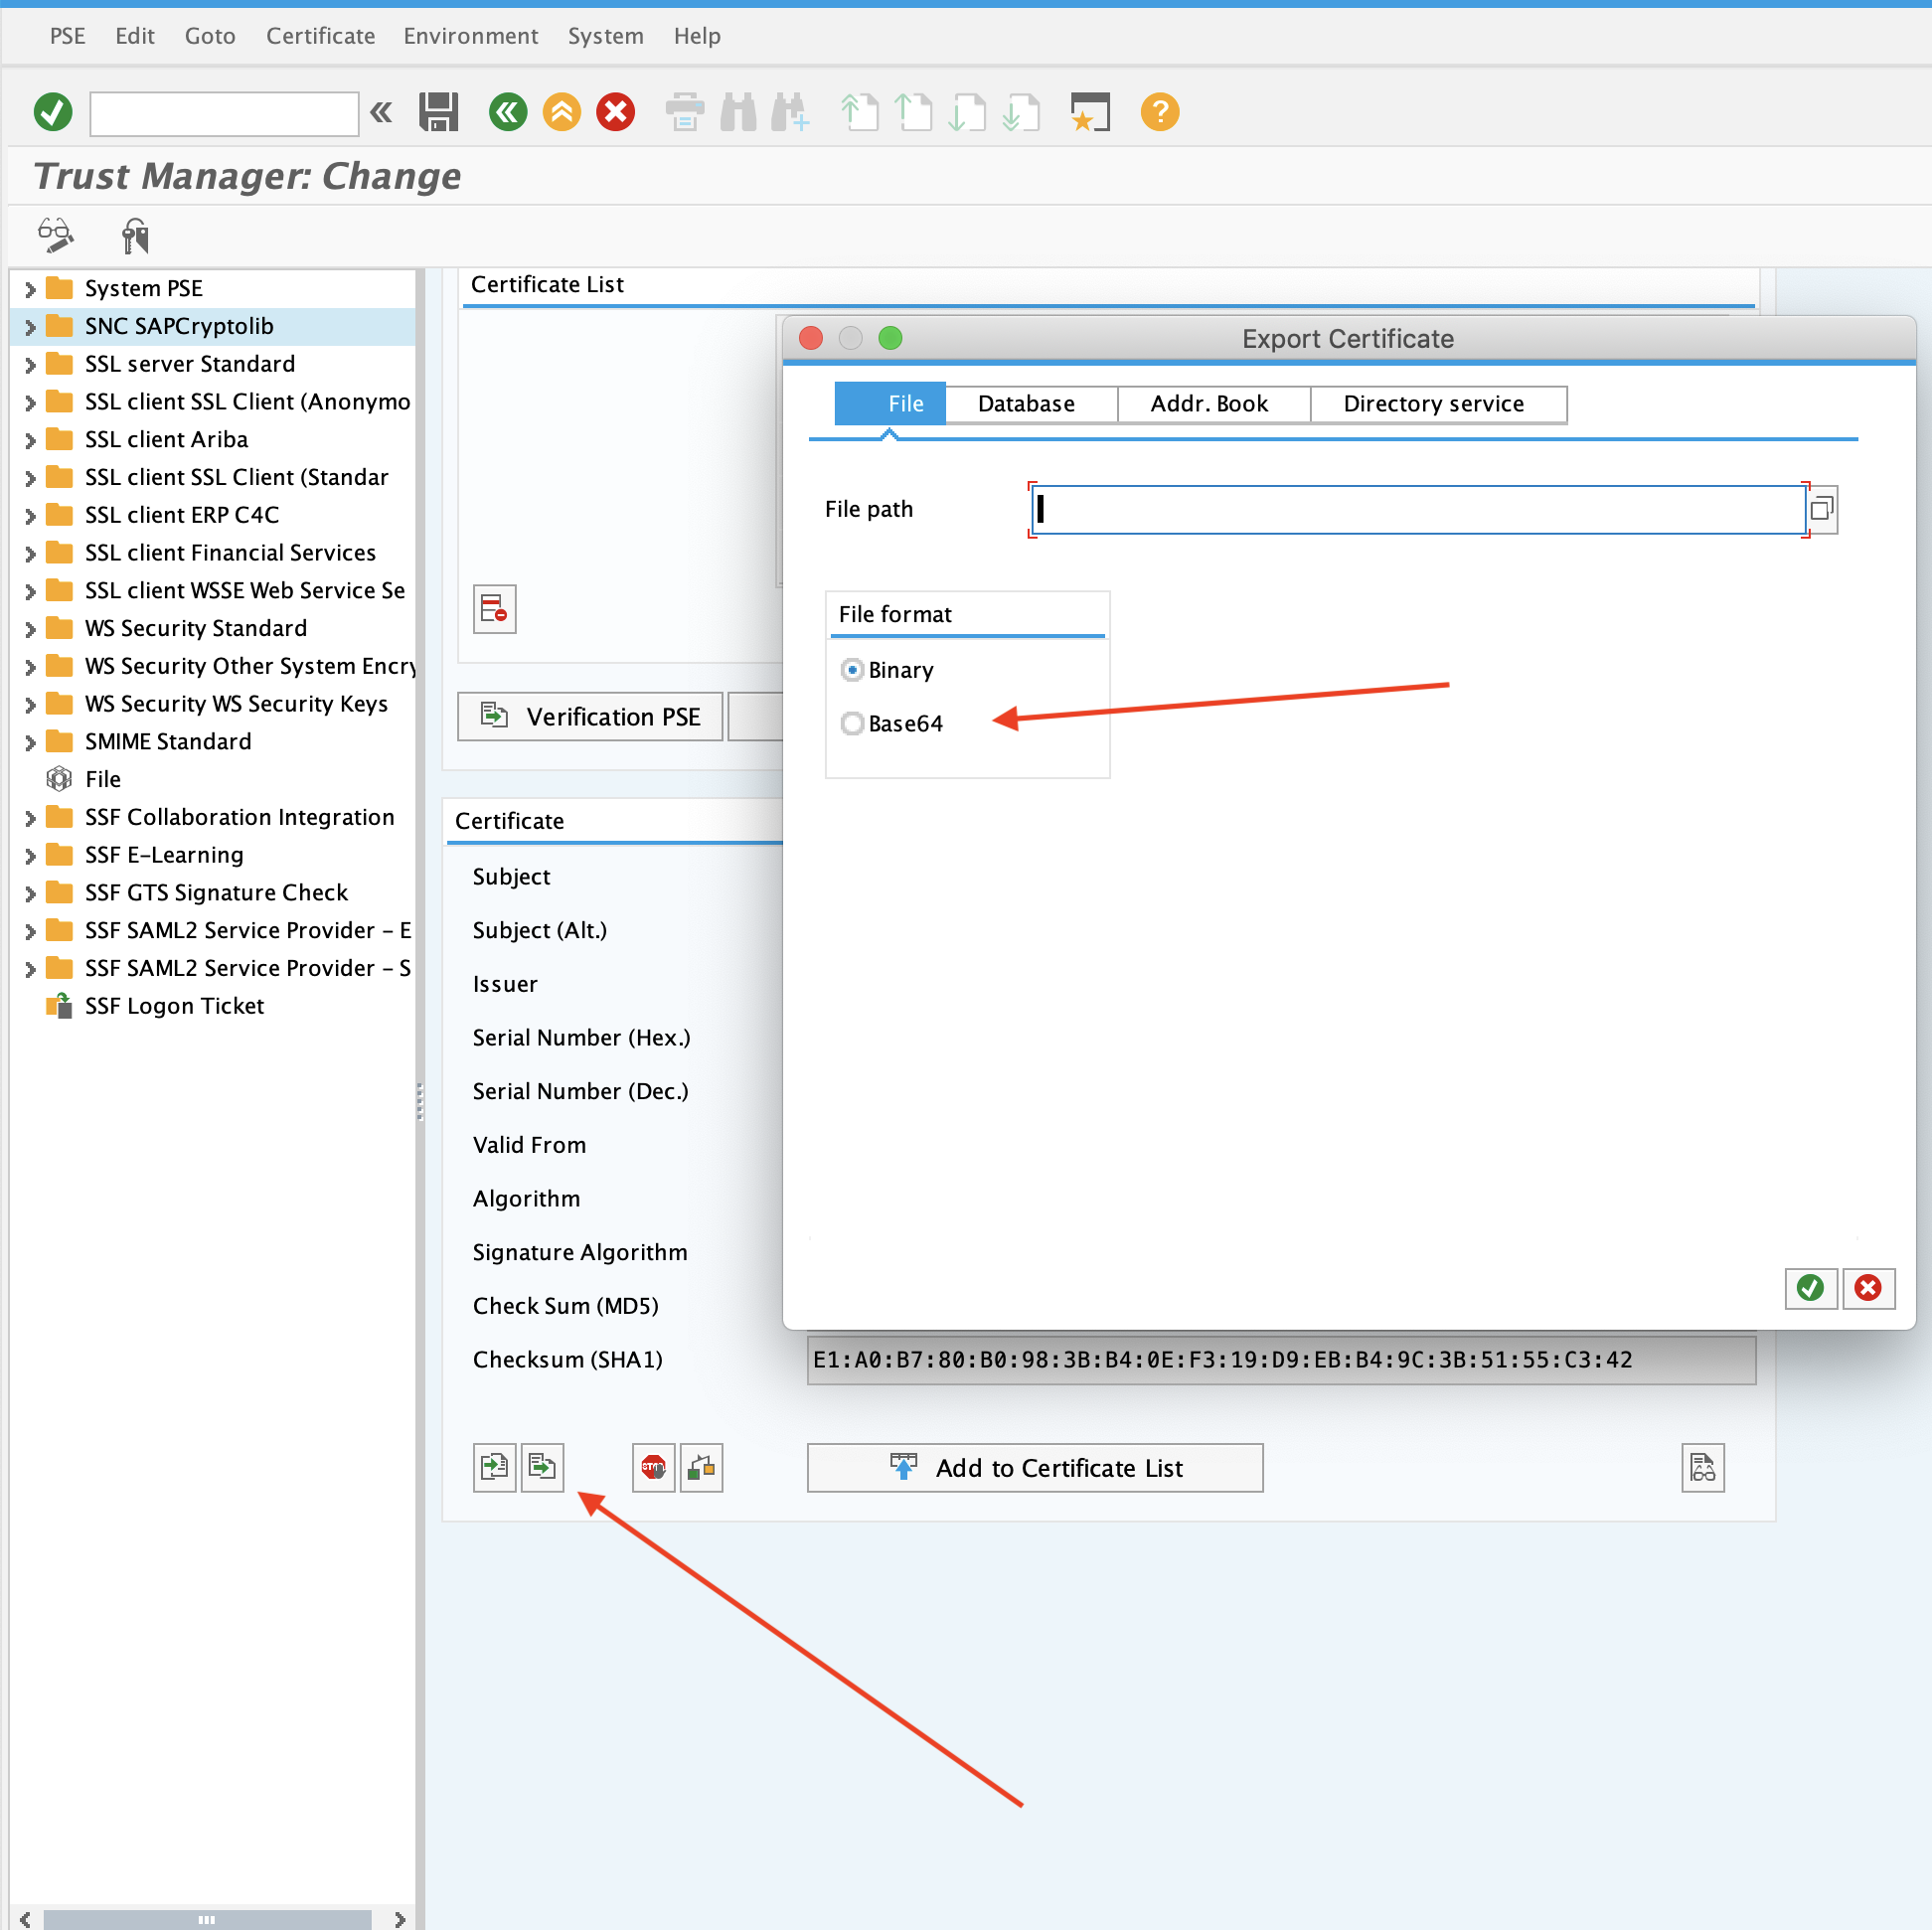 PSE Edit Goto Certificate Environment System Help
Trust Manager: Change
System PSE
SNC SAPCryptolib
SSL server Standard
SSL client SSL Client (Anonymo
SSL client Ariba
SSL client SSL Client (Standar
SSL client ERP C4C
SSL client Financial Services
SSL client WSSE Web Service Se
WS Security Standard
WS Security Other System Encry
WS Security WS Security Keys
SMIME Standard
File
SSF Collaboration Integration
SSF E-Learning
SSF GTS Signature Check
SSF SAML2 Service Provider - E
SSF SAML2 Service Provider - S
SSF Logon Ticket
Certificate List
Verification PSE
Export Certificate
File Database Addr. Book Directory service
File path
File format
Binary
Base64
Certificate
Subject
Subject (Alt.)
Issuer
Serial Number (Hex.)
Serial Number (Dec.)
Valid From
Algorithm
Signature Algorithm
Check Sum (MD5)
Checksum (SHA1) E1:A0:B7:80:B0:98:3B:B4:0E:F3:19:D9:EB:B4:9C:3B:51:55:C3:42
Add to Certificate List